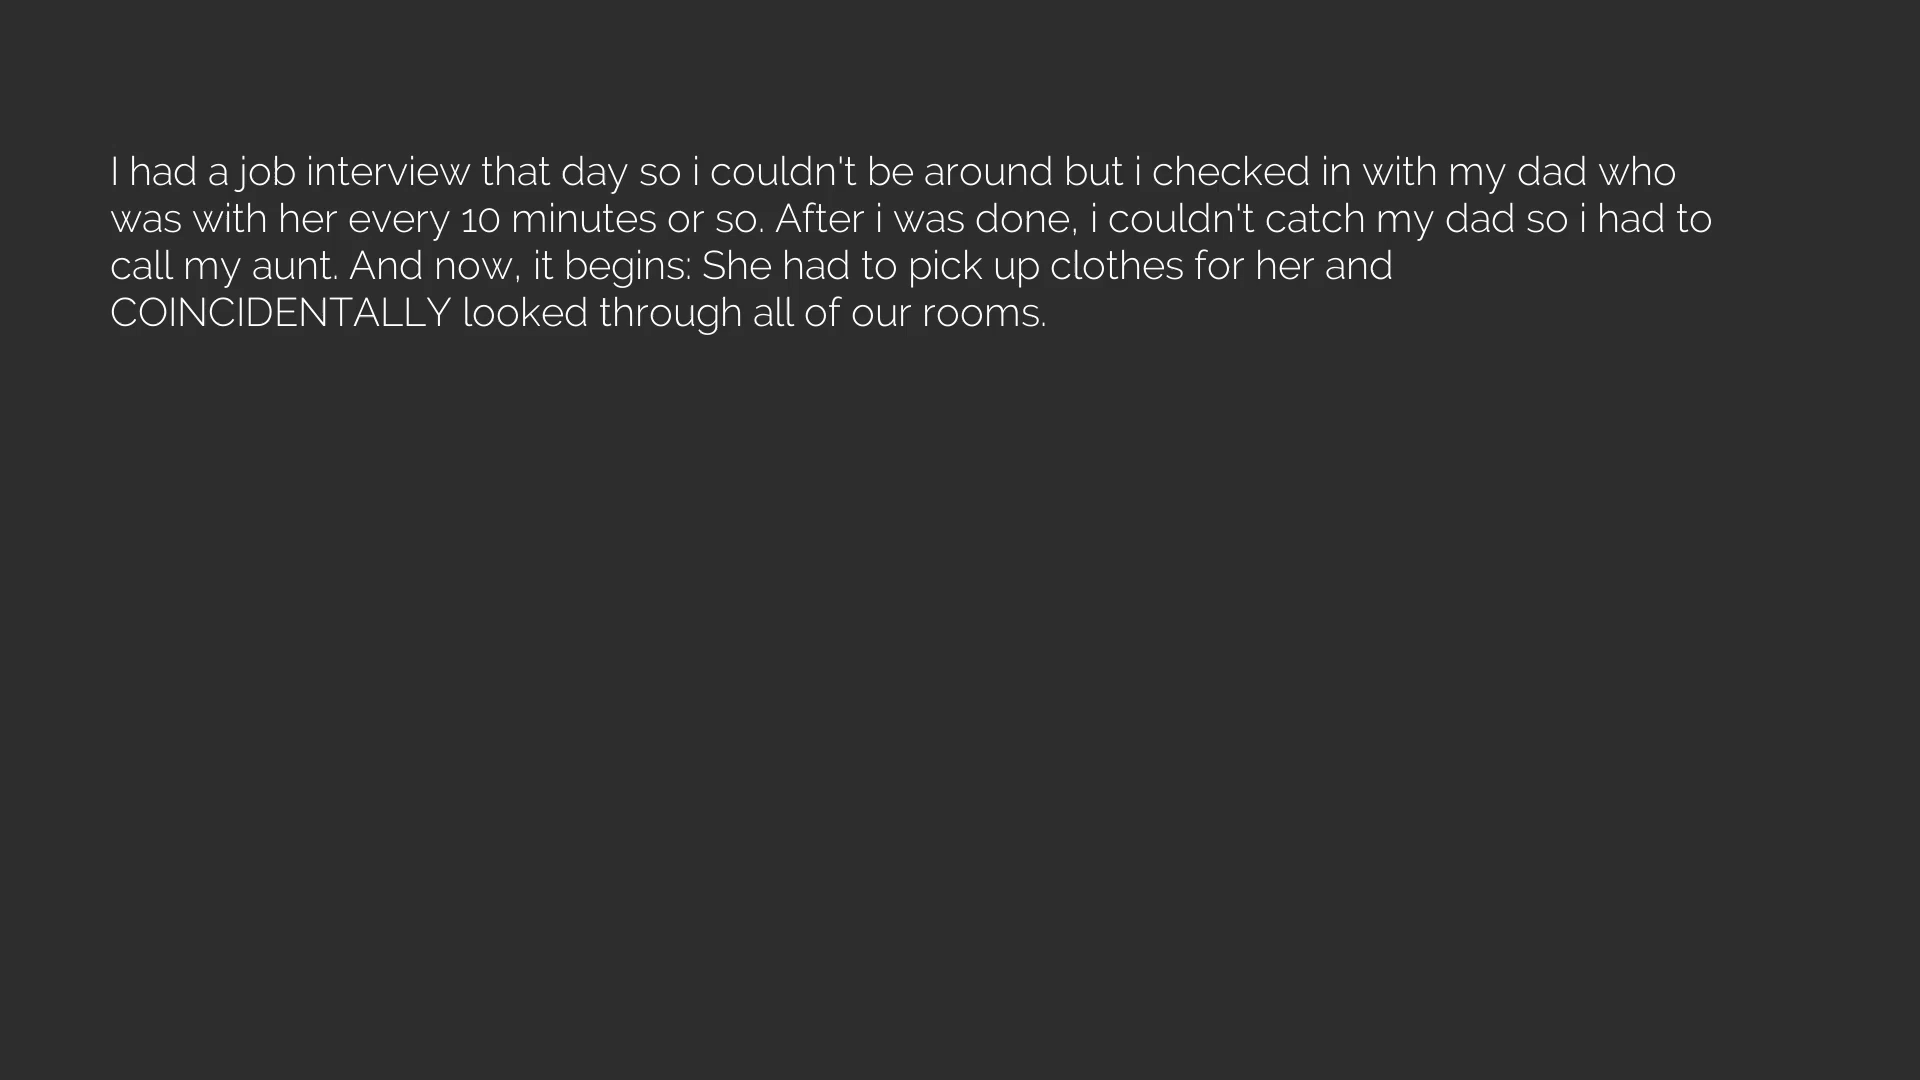 I had a job interview that day so i couldn't be around but i checked in with my dad who
was with her every 10 minutes or so. After i was done, i couldn't catch my dad so i had to
call my aunt. And now, it begins: She had to pick up clothes for her and
COINCIDENTALLY looked through all of our rooms.